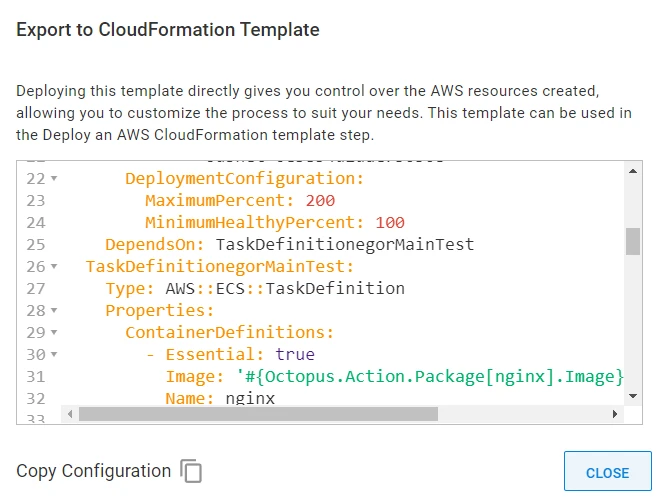 Export to CloudFormation Template
Deploying this template directly gives you control over the AWS resources created,
allowing you to customize the process to suit your needs. This template can be used in
the Deploy an AWS CloudFormation template step.
22 DeploymentConfiguration:
23 MaximumPercent: 200
24 MinimumHealthyPercent: 100
25 DependsOn: TaskDefinitionegorMainTest
26 TaskDefinitionegorMainTest:
27 Type: AWS::ECS::TaskDefinition
28 Properties:
29 ContainerDefinitions:
30 - Essential: true
31 Image: '#{Octopus.Action.Package[nginx].Image}
32 Name: nginx
33
Copy Configuration
CLOSE